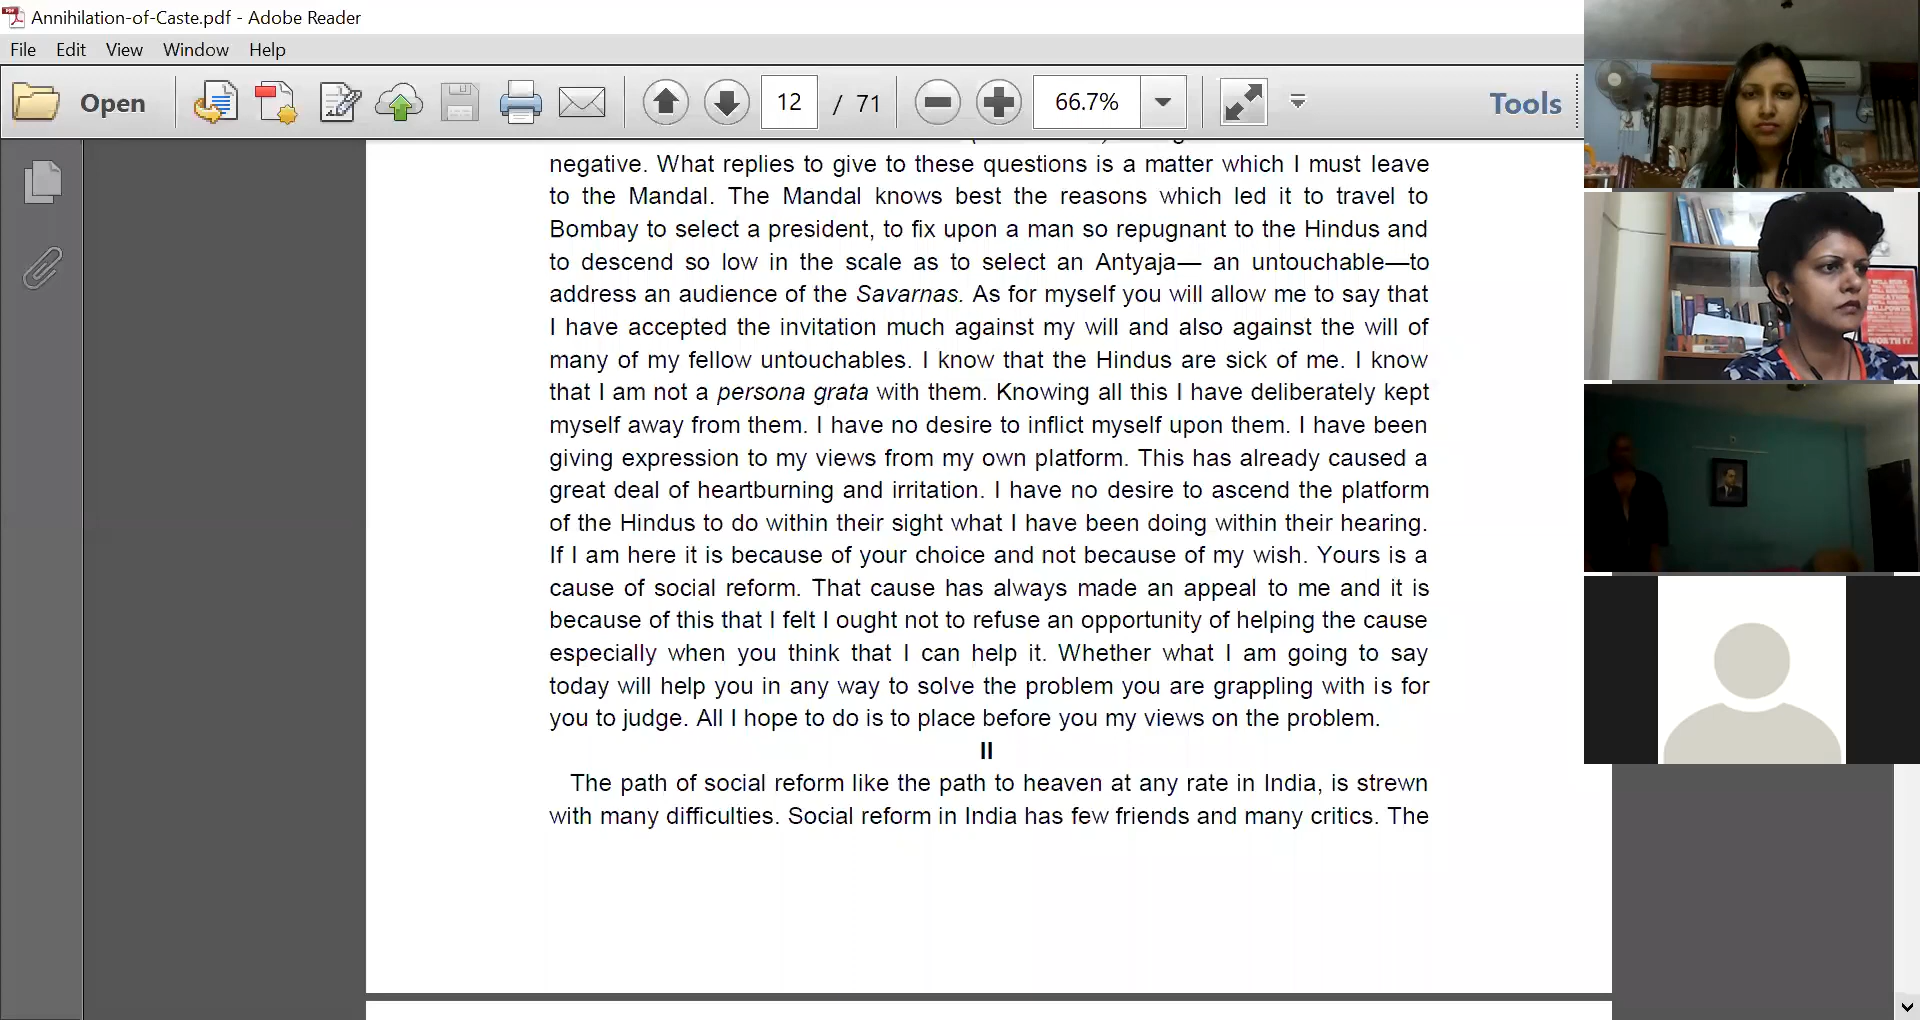 Annihilation-of-Caste.pdf - Adobe Reader
File Edit View Window Help
Open 12 / 71 66.7% Tools
negative. What replies to give to these questions is a matter which I must leave
to the Mandal. The Mandal knows best the reasons which led it to travel to
Bombay to select a president, to fix upon a man so repugnant to the Hindus and
to descend so low in the scale as to select an Antyaja— an untouchable—to
address an audience of the Savarnas. As for myself you will allow me to say that
I have accepted the invitation much against my will and also against the will of
many of my fellow untouchables. I know that the Hindus are sick of me. I know
that I am not a persona grata with them. Knowing all this I have deliberately kept
myself away from them. I have no desire to inflict myself upon them. I have been
giving expression to my views from my own platform. This has already caused a
great deal of heartburning and irritation. I have no desire to ascend the platform
of the Hindus to do within their sight what I have been doing within their hearing.
If I am here it is because of your choice and not because of my wish. Yours is a
cause of social reform. That cause has always made an appeal to me and it is
because of this that I felt I ought not to refuse an opportunity of helping the cause
especially when you think that I can help it. Whether what I am going to say
today will help you in any way to solve the problem you are grappling with is for
you to judge. All I hope to do is to place before you my views on the problem.
II
The path of social reform like the path to heaven at any rate in India, is strewn
with many difficulties. Social reform in India has few friends and many critics. The